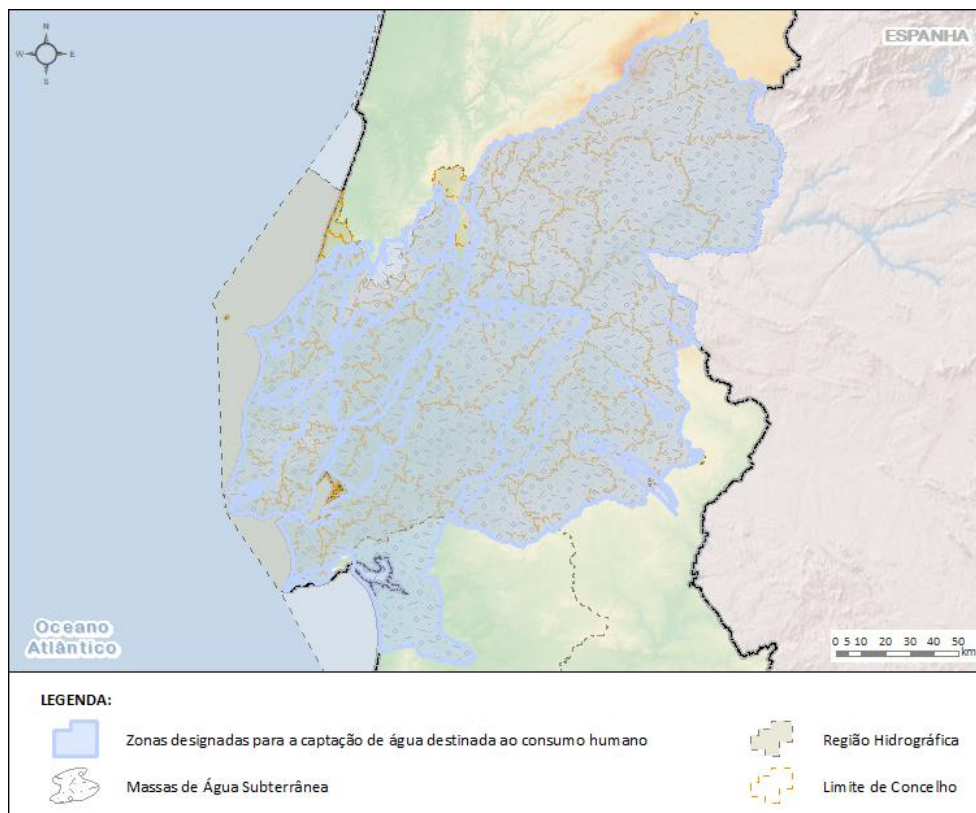 N
W E
S
ESPANHA
Oceano
Atlântico
0 5 10 20 30 40 50
km
LEGENDA:
Zonas designadas para a captação de água destinada ao consumo humano
Região Hidrográfica
Massas de Água Subterrânea
Limite de Concelho